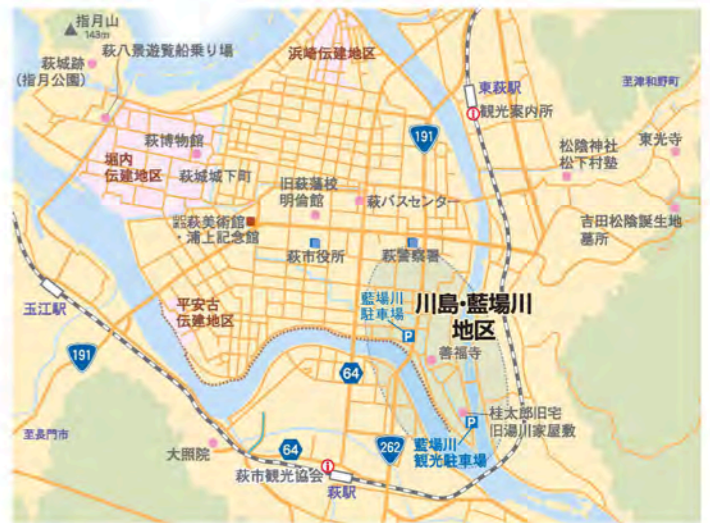 指月山
143m
萩八景遊覧船乗り場
萩城跡
(指月公園)
浜崎伝建地区
東萩駅
至津和野町
観光案内所
191
松陰神社
松下村塾
東光寺
萩博物館
堀内
伝建地区
萩城城下町
旧萩藩校
明倫館
萩バスセンター
萩美術館
・浦上記念館
吉田松陰誕生地
墓所
萩市役所
萩警察署
玉江駅
平安古
伝建地区
藍場川
駐車場
P
川島・藍場川
地区
善福寺
191
64
桂太郎旧宅
旧湯川家屋敷
P
藍場川
観光駐車場
至長門市
大照院
64
262
萩市観光協会
萩駅